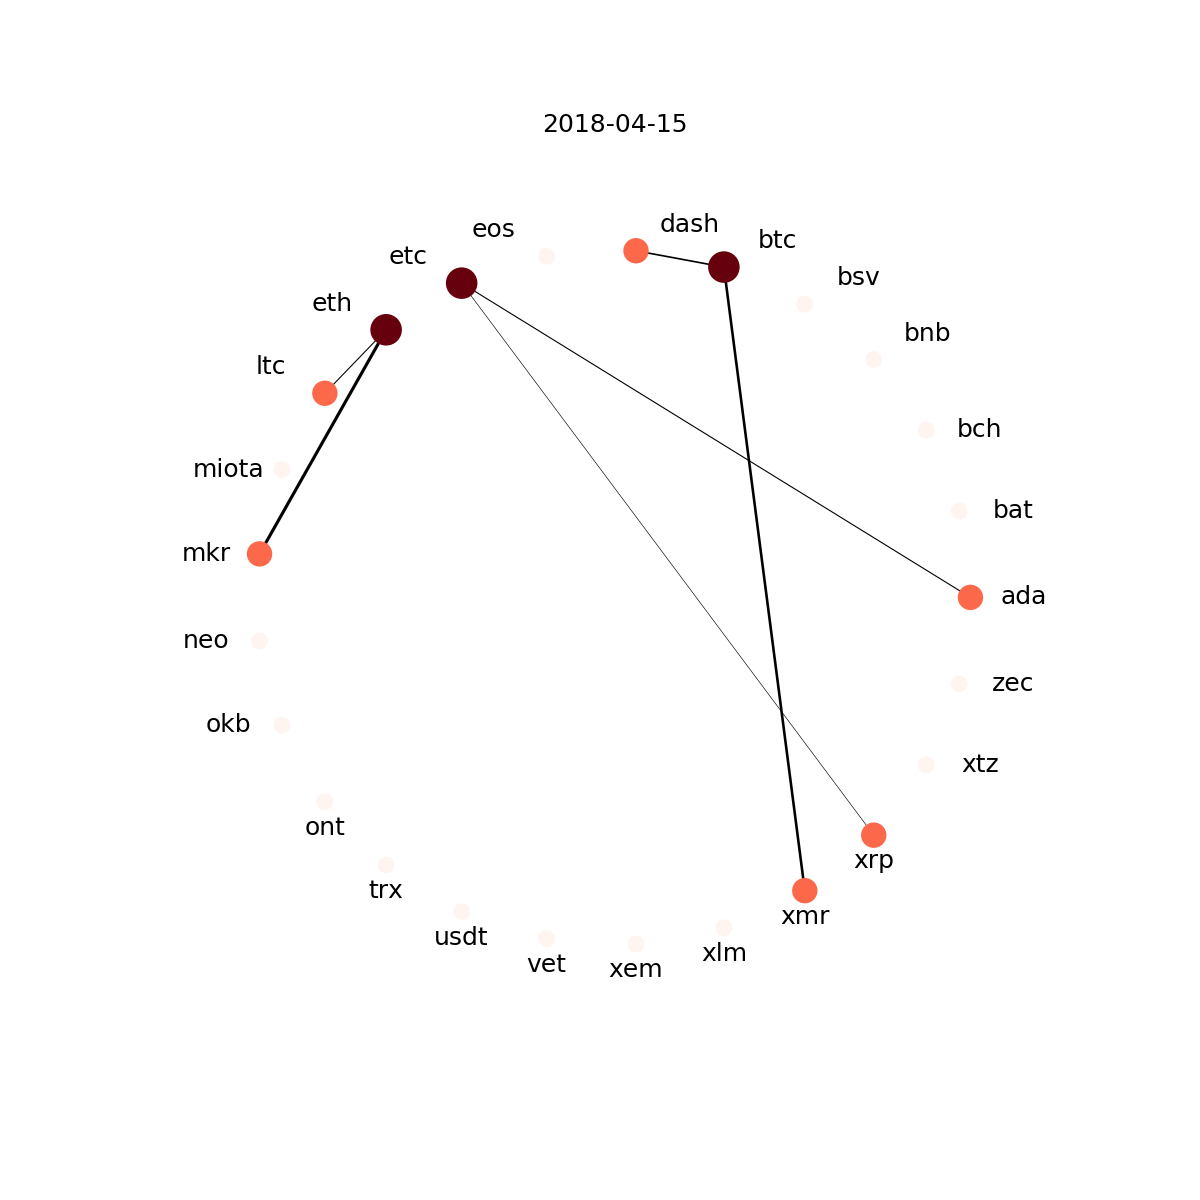 2018-04-15
dash
eos
btc
etc
bsv
eth
bnb
ltc
bch
miota
bat
mkr
ada
neo
zec
okb
xtz
ont
xrp
trx
xmr
usdt
xlm
vet
xem